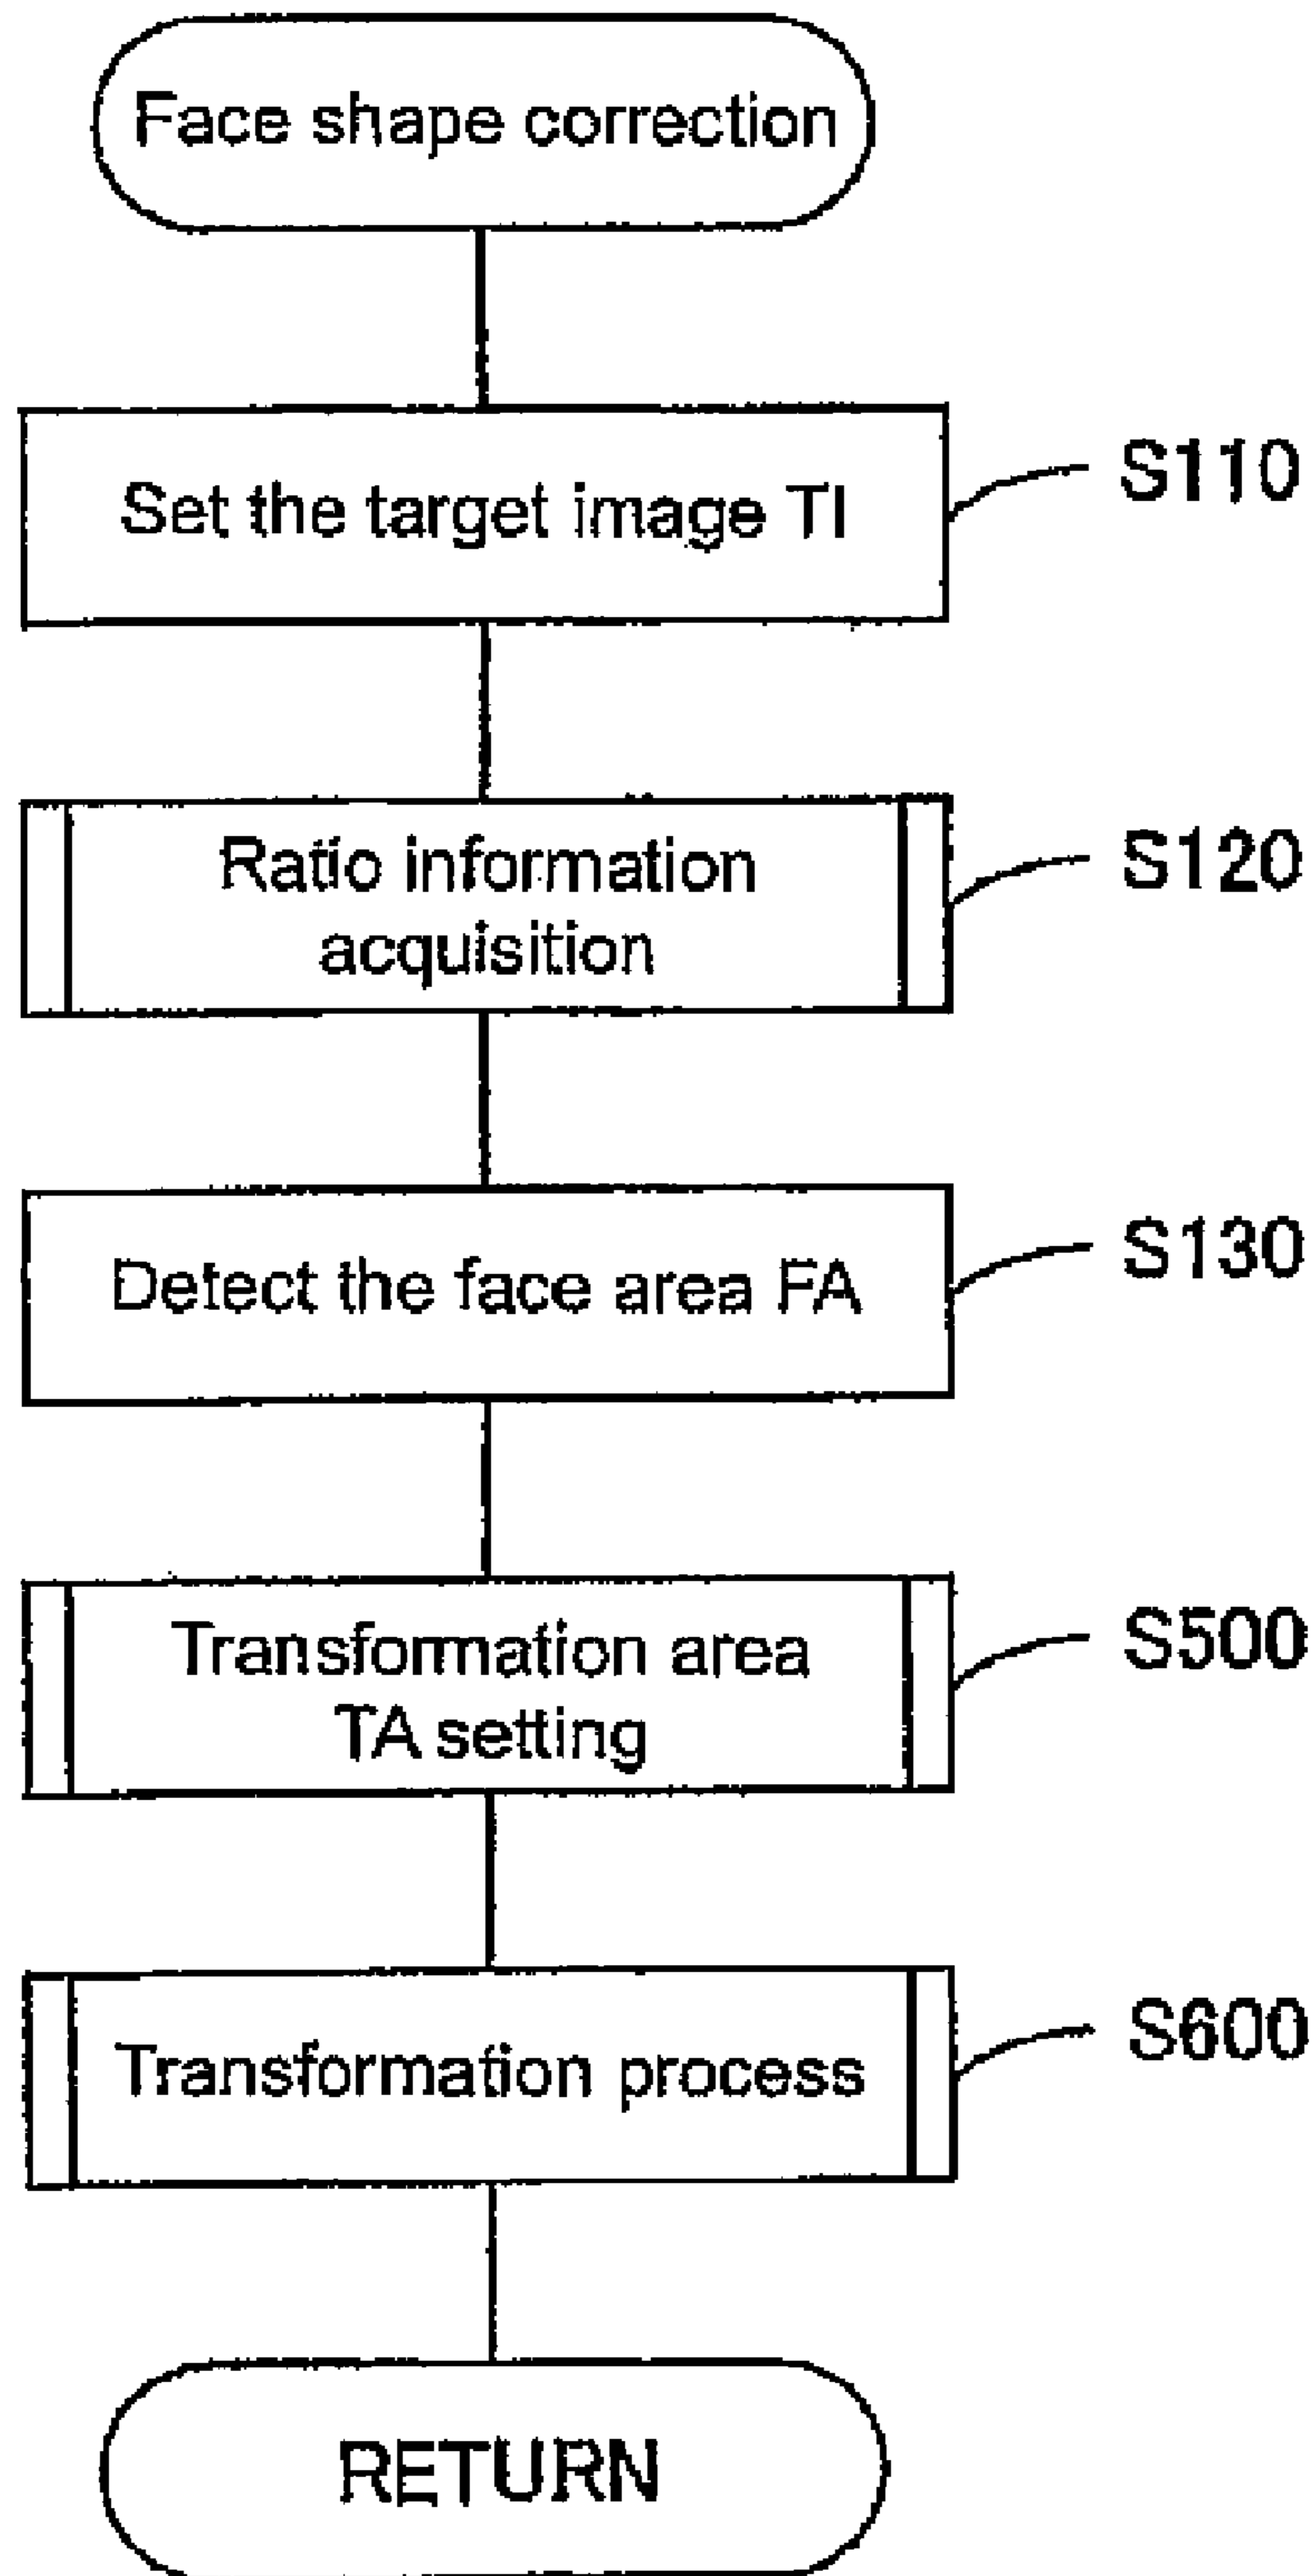 Face shape correction
Set the target image TI
S110
Ratio information
acquisition
S120
Detect the face area FA
S130
Transformation area
TA setting
S500
Transformation process
S600
RETURN